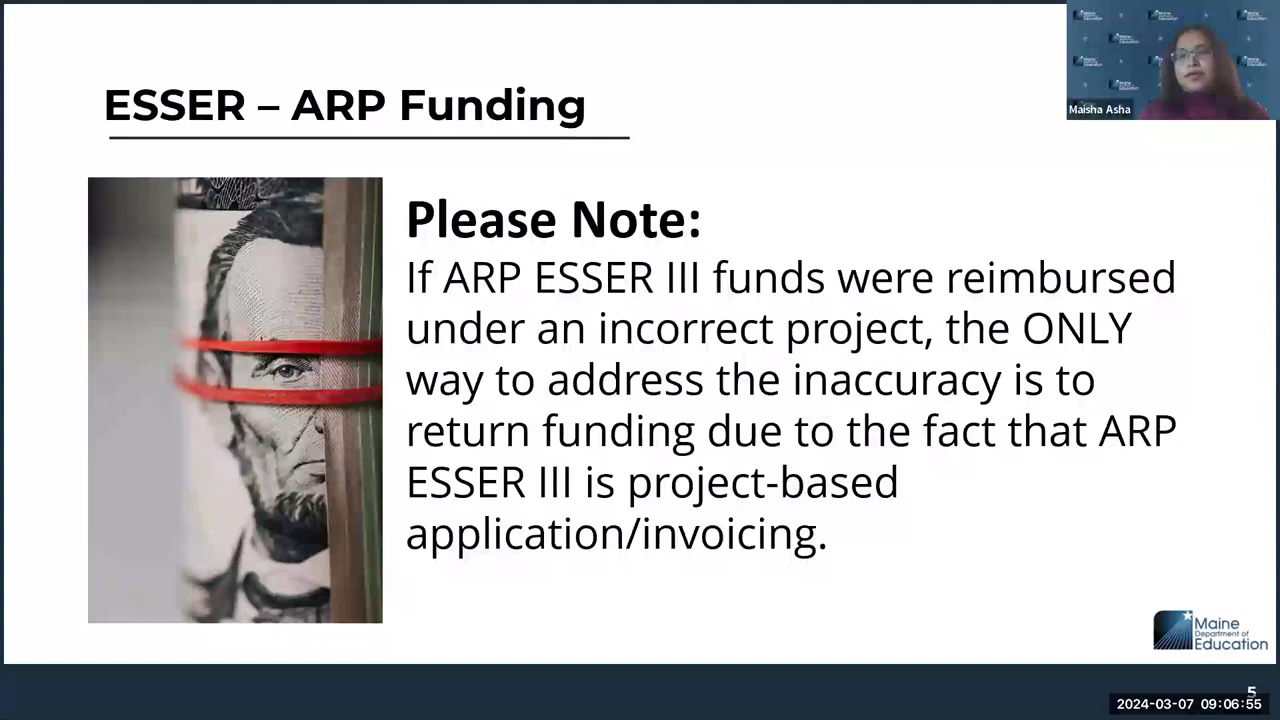 ESSER – ARP Funding
Maisha Asha
Please Note:
If ARP ESSER III funds were reimbursed
under an incorrect project, the ONLY
way to address the inaccuracy is to
return funding due to the fact that ARP
ESSER III is project-based
application/invoicing.
Maine
Department of
Education
5
2024-03-07 09:06:55